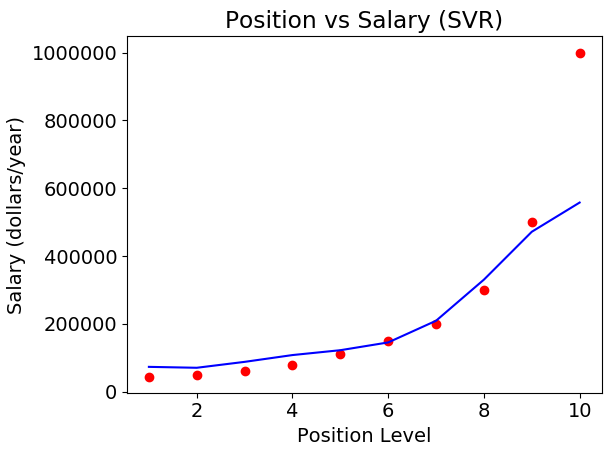 Position vs Salary (SVR)
1000000
800000
600000
400000
200000
0
Salary (dollars/year)
2 4 6 8 10
Position Level